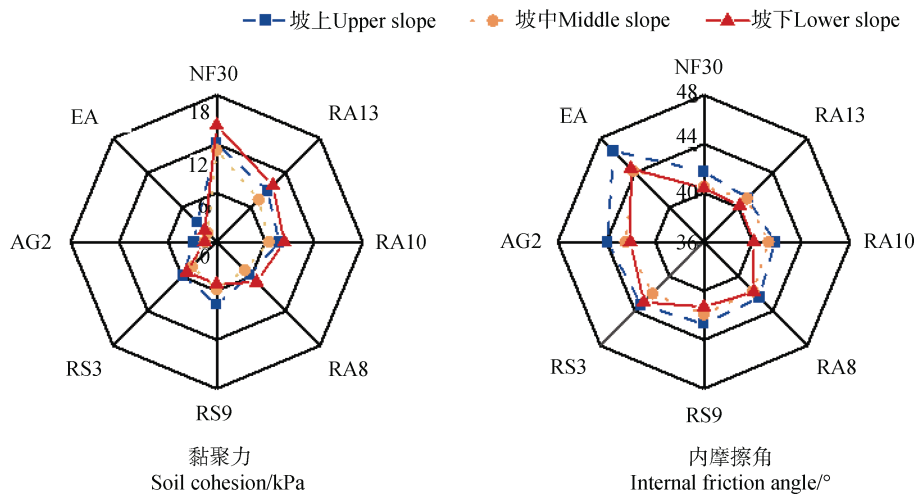 坡上Upper slope 坡中Middle slope 坡下Lower slope
NF30
18
EA
RA13
12
6
AG2
0
RA10
RS3
RA8
RS9
黏聚力
Soil cohesion/kPa
NF30
48
EA
RA13
44
40
AG2
36
RA10
RS3
RA8
RS9
内摩擦角
Internal friction angle/°